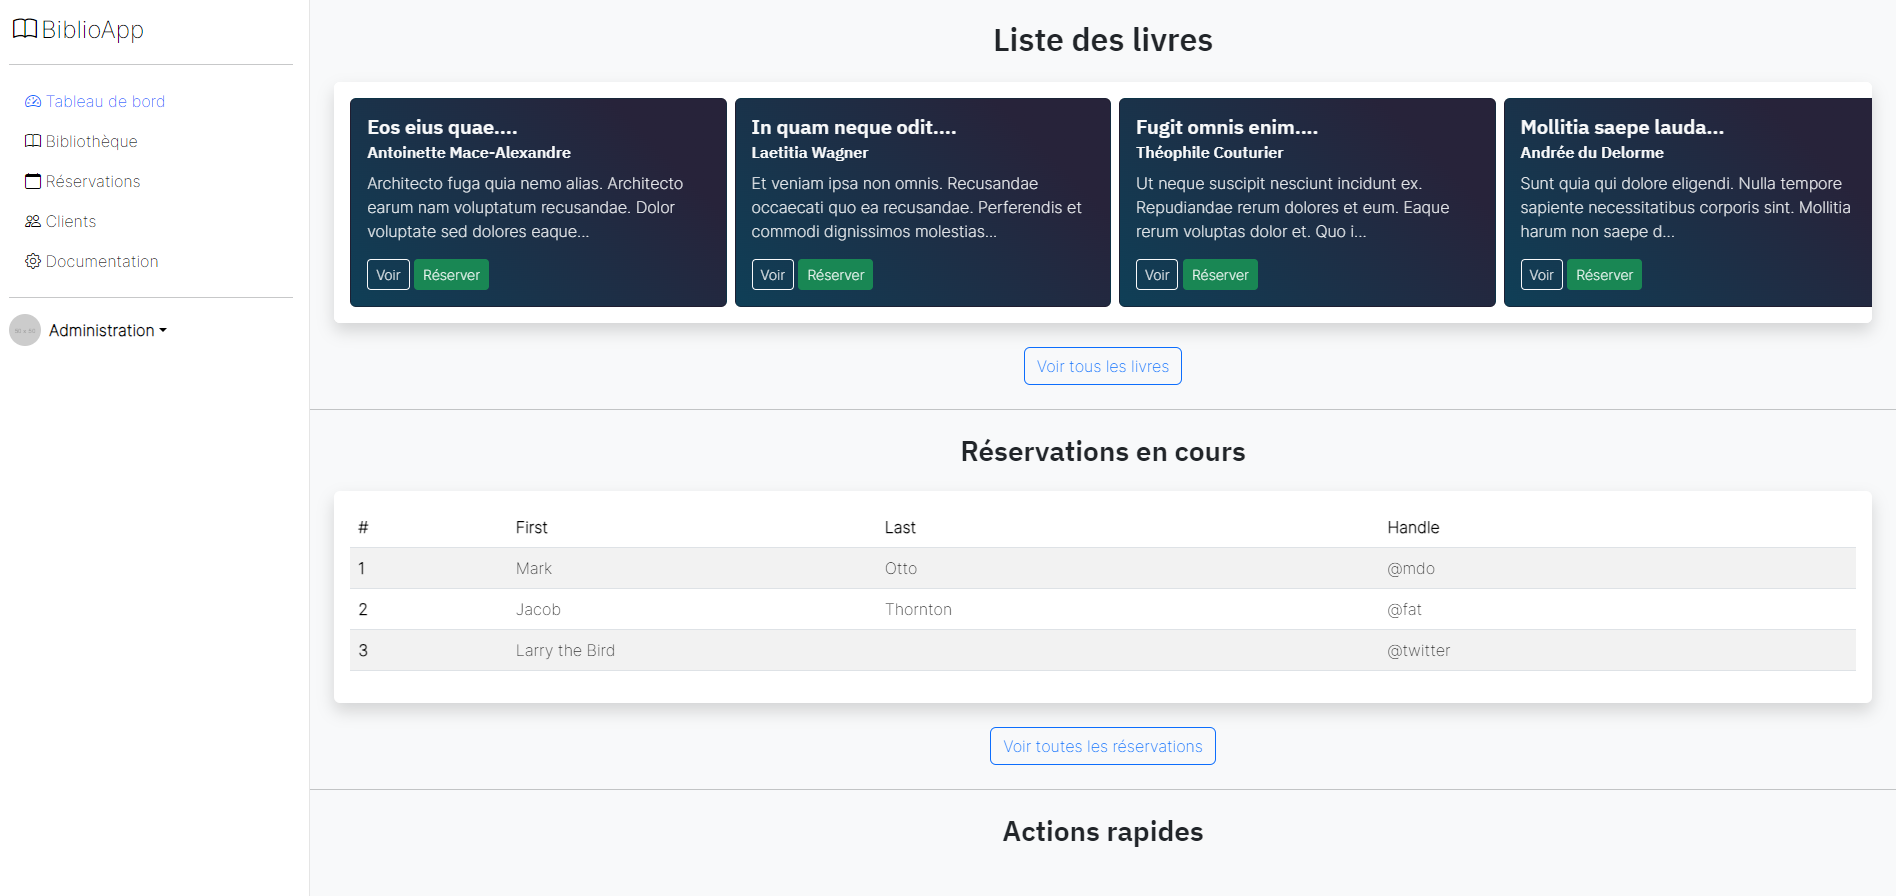 BiblioApp
Tableau de bord
Bibliothèque
Réservations
Clients
Documentation
Administration
Liste des livres
Eos eius quae....
Antoinette Mace-Alexandre
Architecto fuga quia nemo alias. Architecto
earum nam voluptatum recusandae. Dolor
voluptate sed dolores eaque...
Voir Réserver
In quam neque odit....
Laetitia Wagner
Et veniam ipsa non omnis. Recusandae
occaecati quo ea recusandae. Perferendis et
commodi dignissimos molestias...
Voir Réserver
Fugit omnis enim....
Théophile Couturier
Ut neque suscipit nesciunt incidunt ex.
Repudiandae rerum dolores et eum. Eaque
rerum voluptas dolor et. Quo i...
Voir Réserver
Mollitia saepe lauda...
Andrée du Delorme
Sunt quia qui dolore eligendi. Nulla tempore
sapiente necessitatibus corporis sint. Mollitia
harum non saepe d...
Voir Réserver
Voir tous les livres
Réservations en cours
# First Last Handle
1 Mark Otto @mdo
2 Jacob Thornton @fat
3 Larry the Bird @twitter
Voir toutes les réservations
Actions rapides